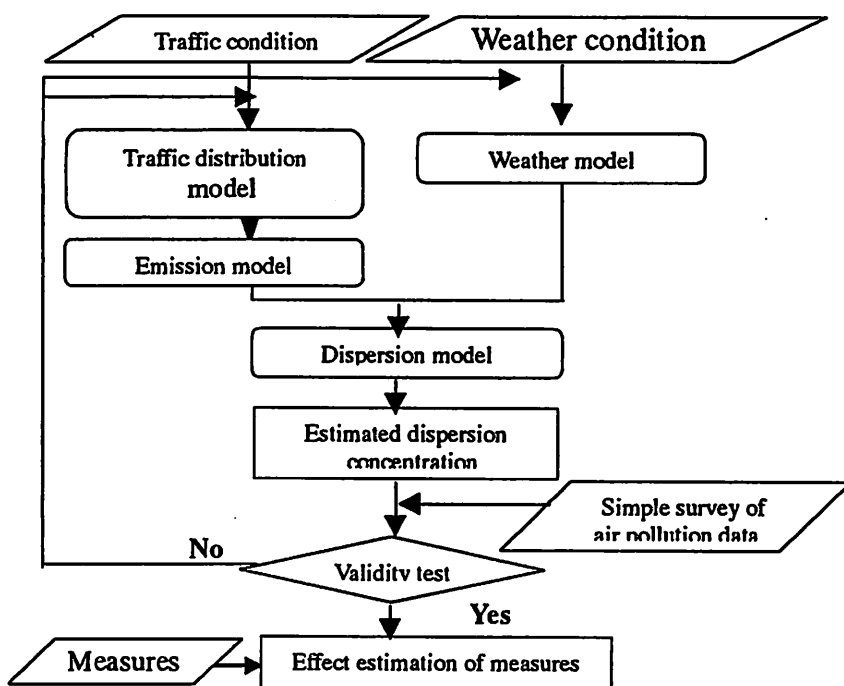 Traffic condition
Weather condition
Traffic distribution
model
Weather model
Emission model
Dispersion model
Estimated dispersion
concentration
Simple survey of
air pollution data
No
Validity test
Yes
Measures
Effect estimation of measures